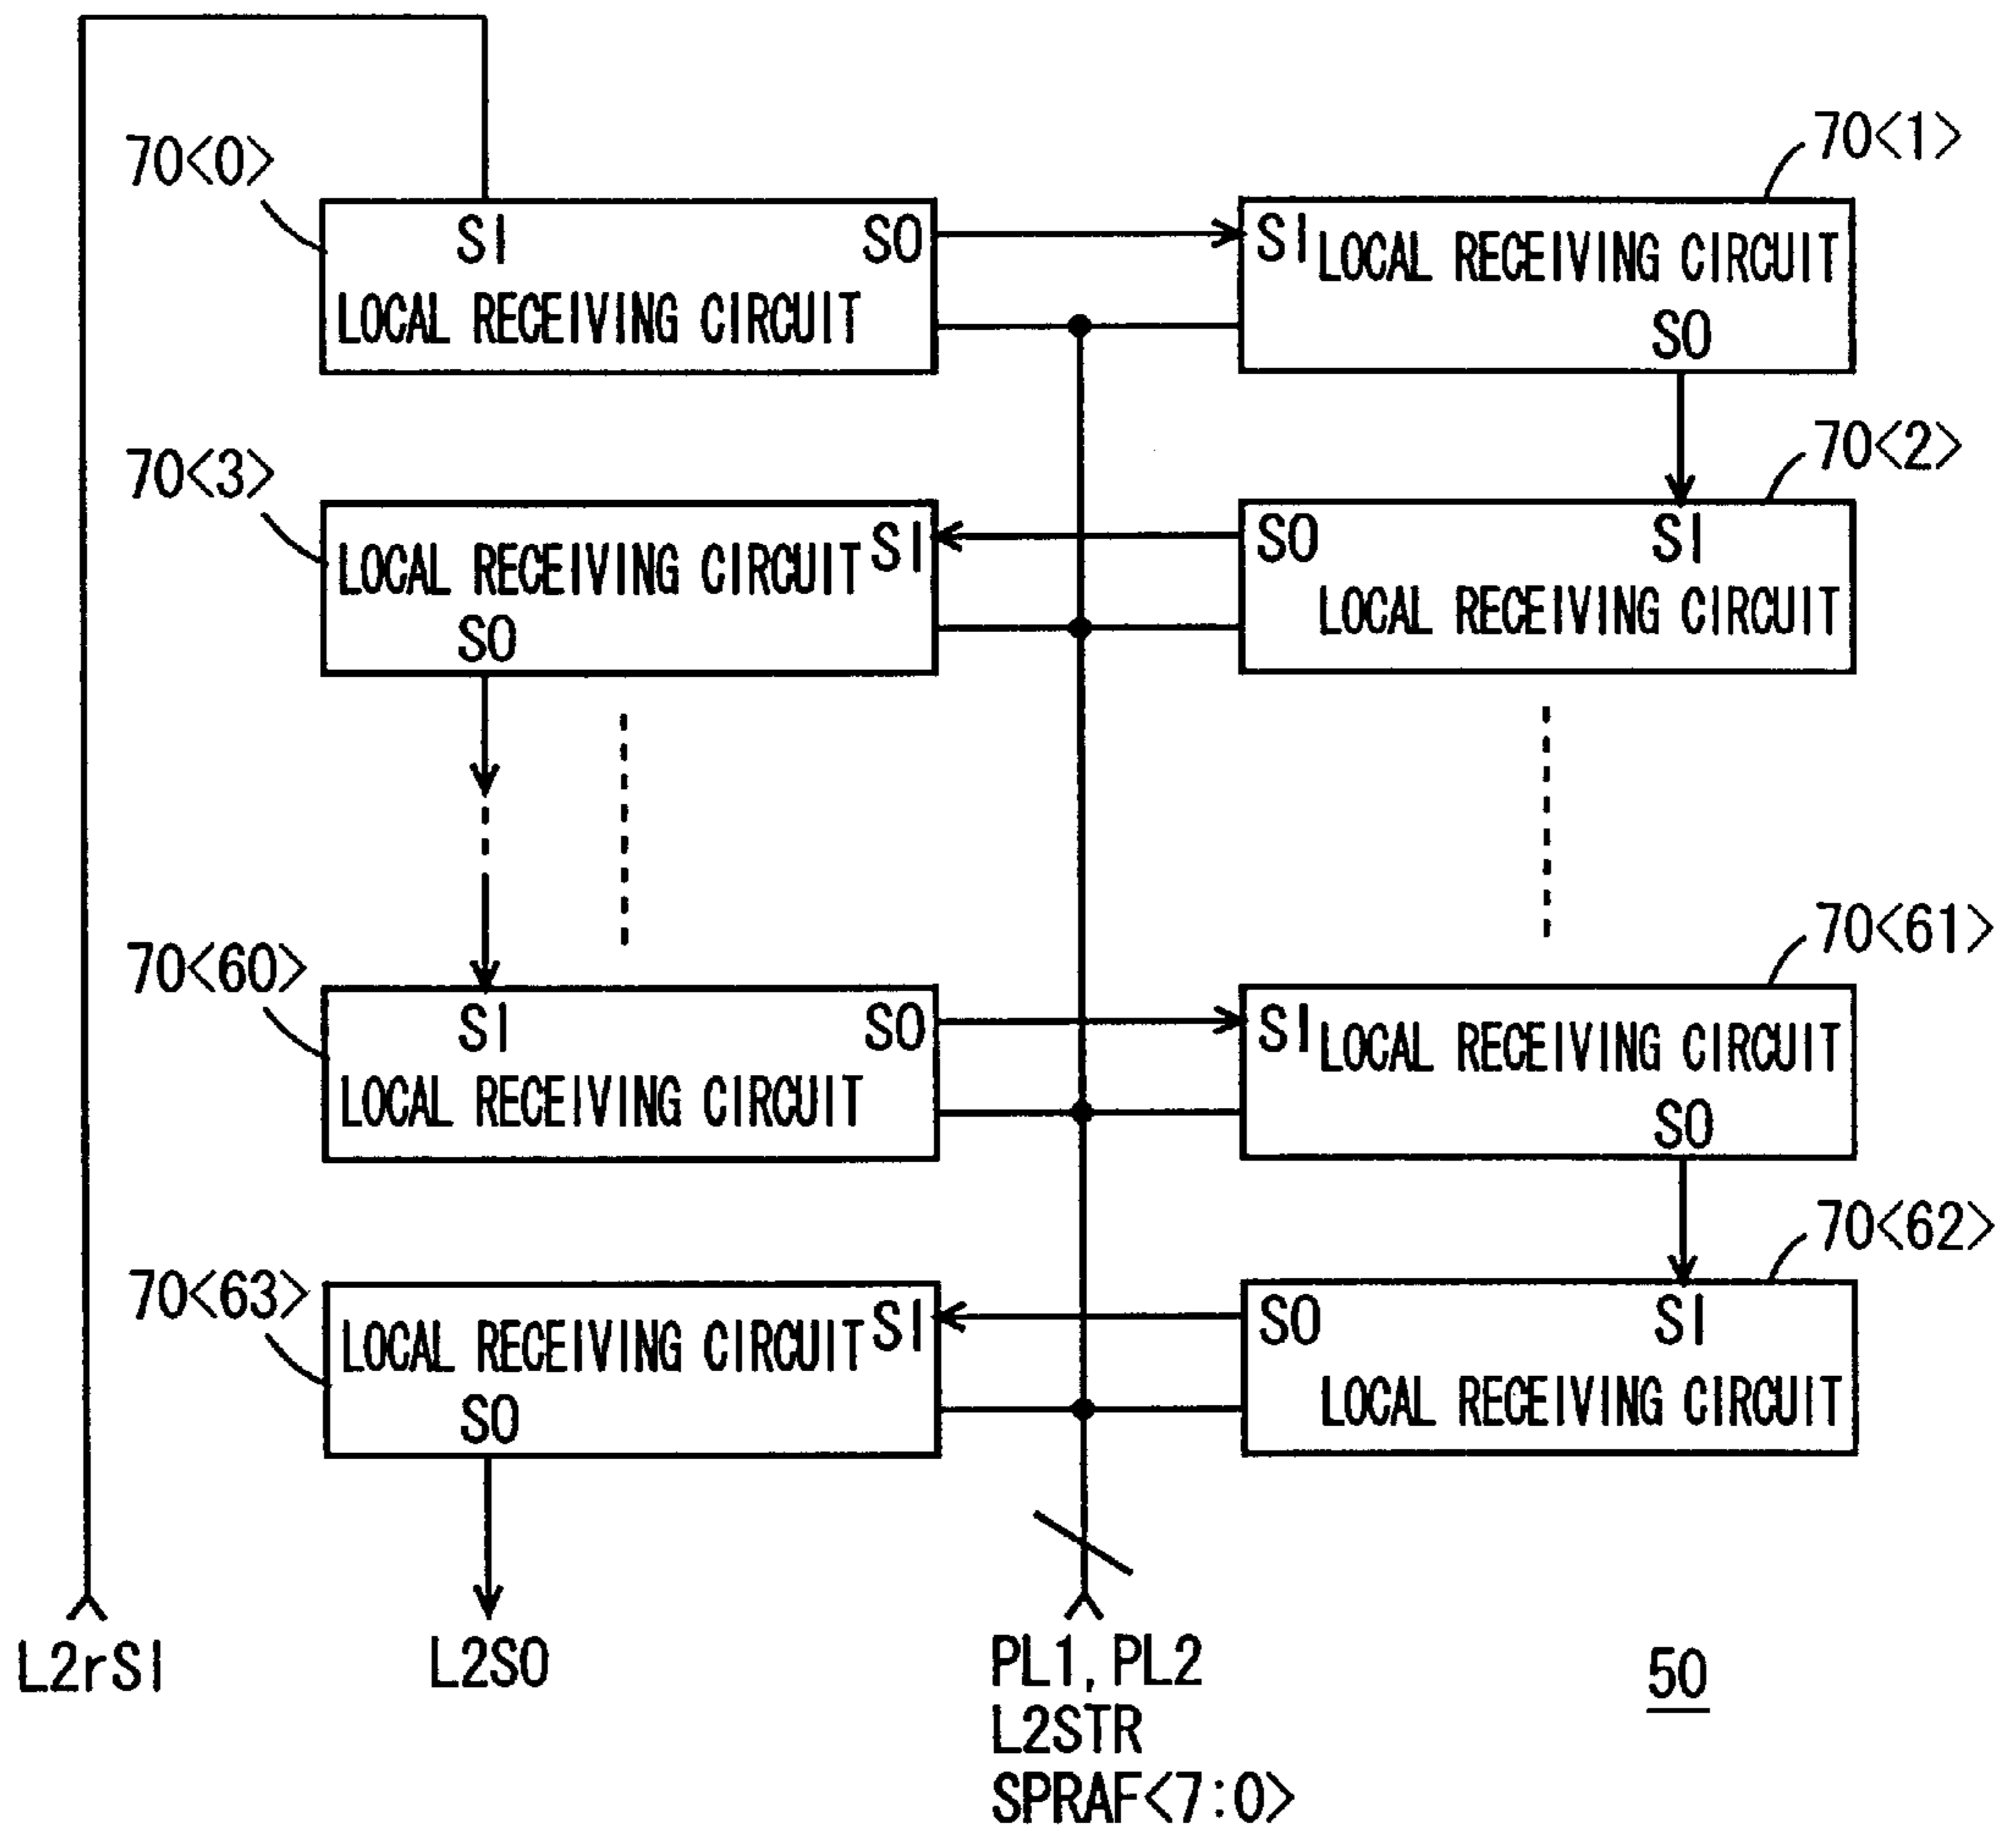 70<0>
70<1>
SI SO
LOCAL RECEIVING CIRCUIT
SI LOCAL RECEIVING CIRCUIT
SO
70<3>
70<2>
LOCAL RECEIVING CIRCUIT SI
SO
SO SI
LOCAL RECEIVING CIRCUIT
70<60>
70<61>
SI SO
LOCAL RECEIVING CIRCUIT
SI LOCAL RECEIVING CIRCUIT
SO
70<63>
70<62>
LOCAL RECEIVING CIRCUIT SI
SO
SO SI
LOCAL RECEIVING CIRCUIT
L2rSI
L2SO
PL1, PL2
L2STR
SPRAF<7:0>
50